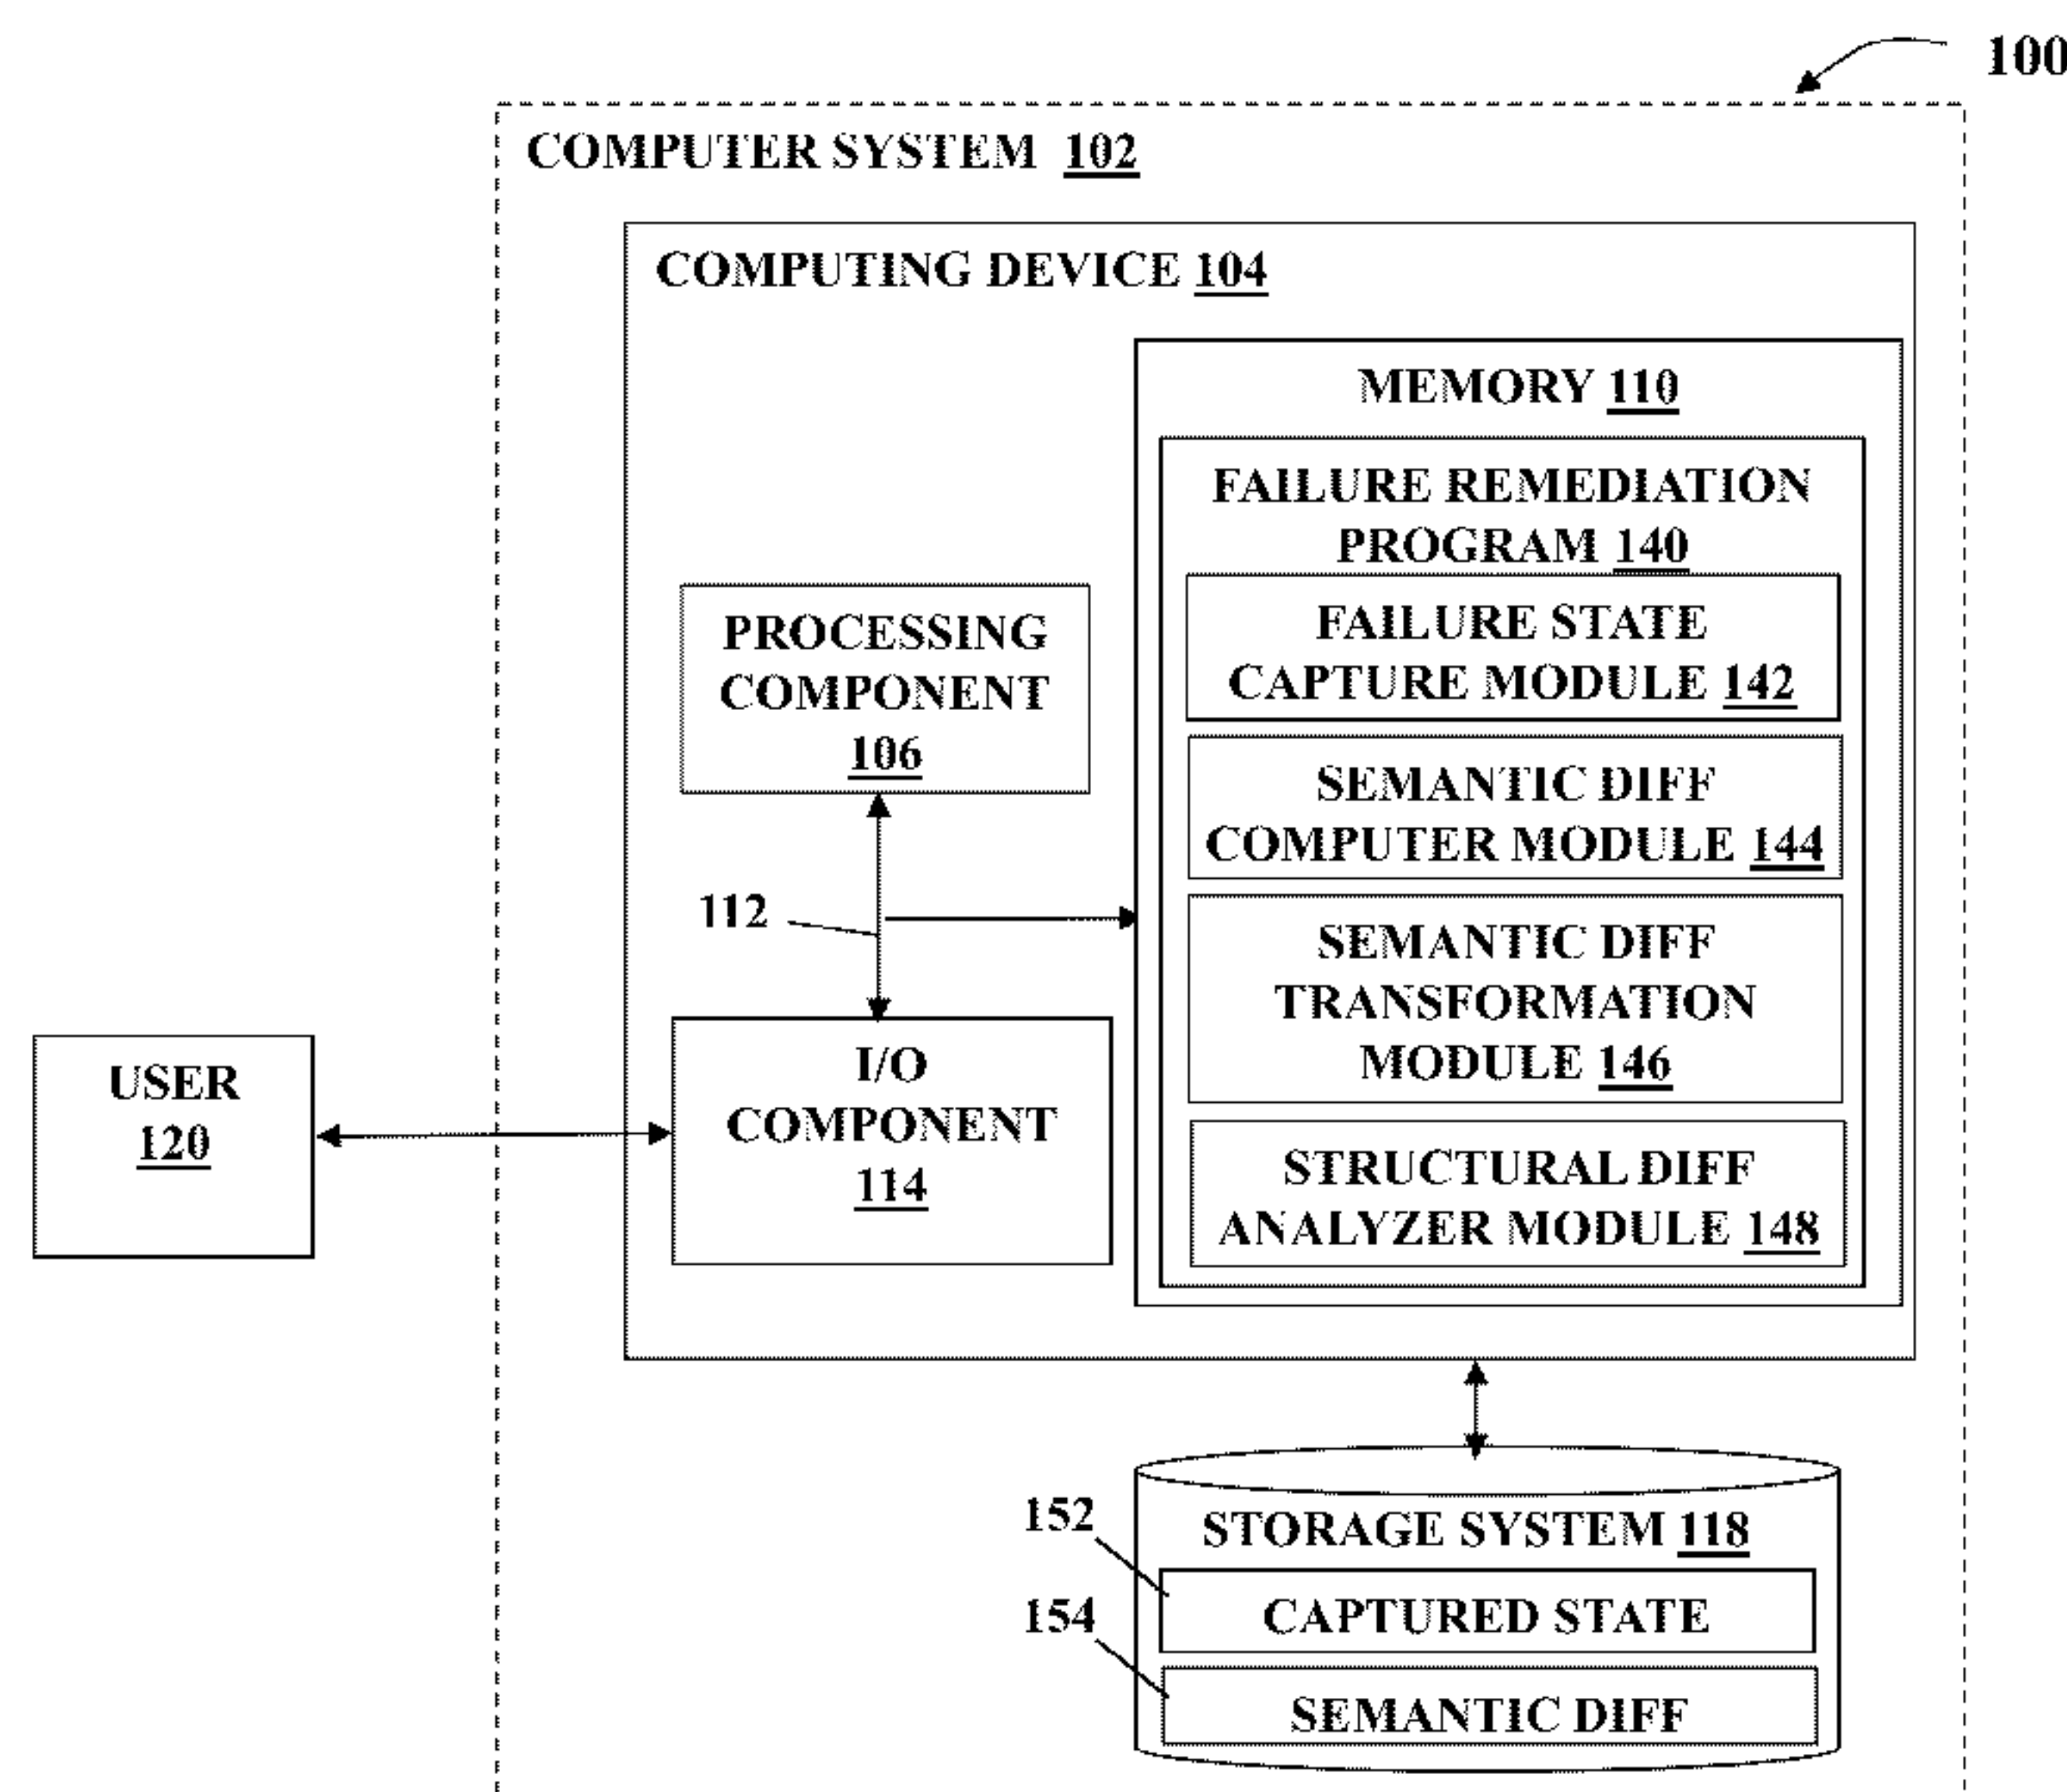 100
COMPUTER SYSTEM 102
COMPUTING DEVICE 104
MEMORY 110
FAILURE REMEDIATION
PROGRAM 140
FAILURE STATE
CAPTURE MODULE 142
SEMANTIC DIFF
COMPUTER MODULE 144
SEMANTIC DIFF
TRANSFORMATION
MODULE 146
STRUCTURAL DIFF
ANALYZER MODULE 148
PROCESSING
COMPONENT
106
112
I/O
COMPONENT
114
USER
120
STORAGE SYSTEM 118
152
CAPTURED STATE
154
SEMANTIC DIFF